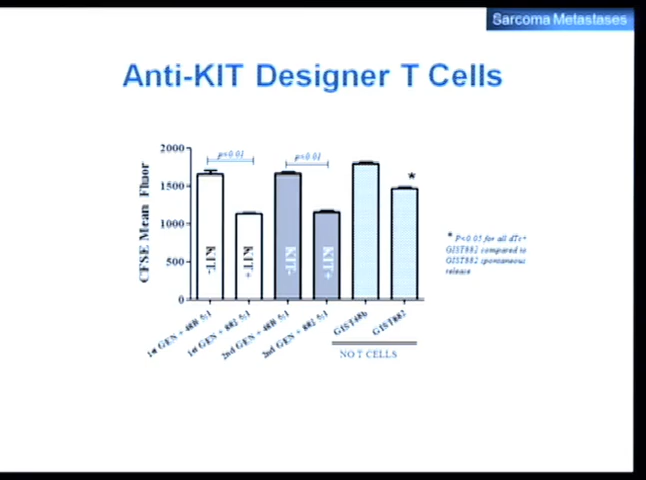 Sarcoma Metastases
Anti-KIT Designer T Cells
CFSE Mean Fluor
2000
1500
1000
500
0
p<0.01
p<0.01
*
KIT-
KIT+
KIT-
KIT+
1st GEN + 48B 5:1
1st GEN + 882 5:1
2nd GEN + 48B 5:1
2nd GEN + 882 5:1
GIST48b
GIST882
NO T CELLS
* P<0.05 for all dTc+
GIST882 compared to
GIST882 spontaneous
release